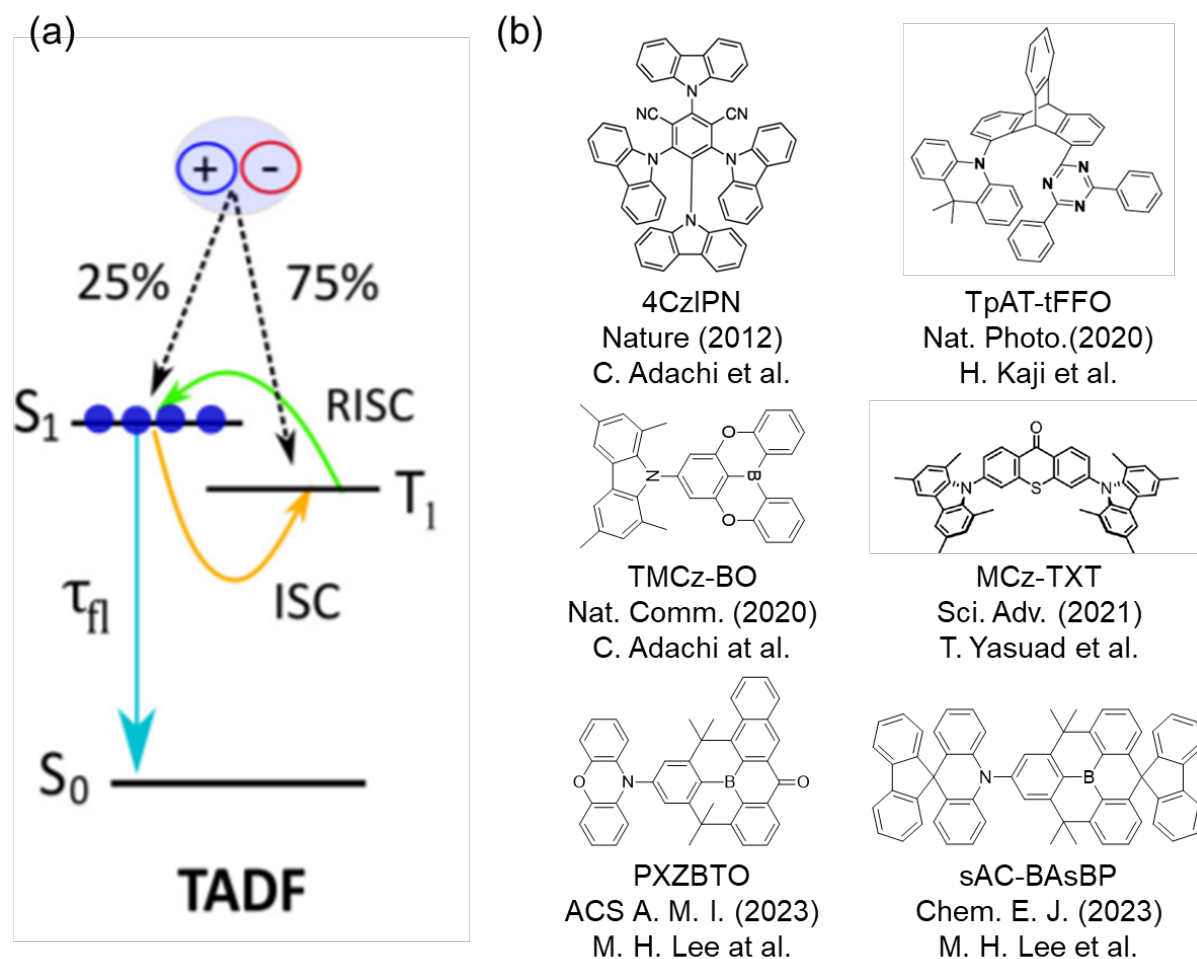 (a)
+ -
25% 75%
S1
RISC
T1
τfl
ISC
S0
TADF
(b)
N
NC CN
N N
N
4CzIPN
Nature (2012)
C. Adachi et al.
N
N N
N
TpAT-tFFO
Nat. Photo.(2020)
H. Kaji et al.
O
N B
O
TMCz-BO
Nat. Comm. (2020)
C. Adachi at al.
O
N N
S
MCz-TXT
Sci. Adv. (2021)
T. Yasuad et al.
O N B O
PXZBTO
ACS A. M. I. (2023)
M. H. Lee at al.
N B
sAC-BAsBP
Chem. E. J. (2023)
M. H. Lee et al.